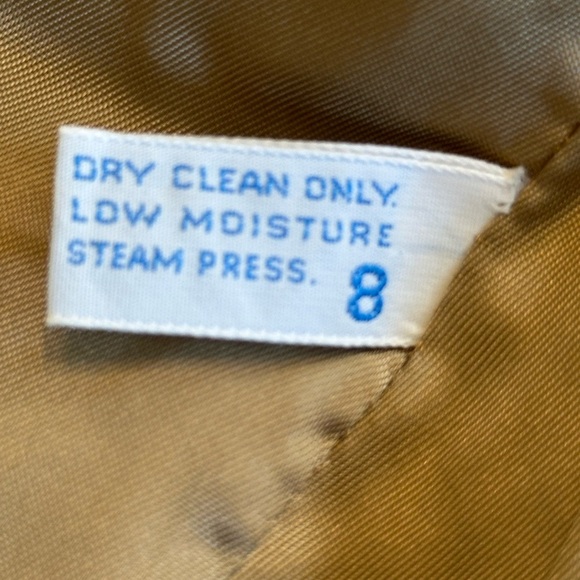 DRY CLEAN ONLY.
LOW MOISTURE
STEAM PRESS. 8